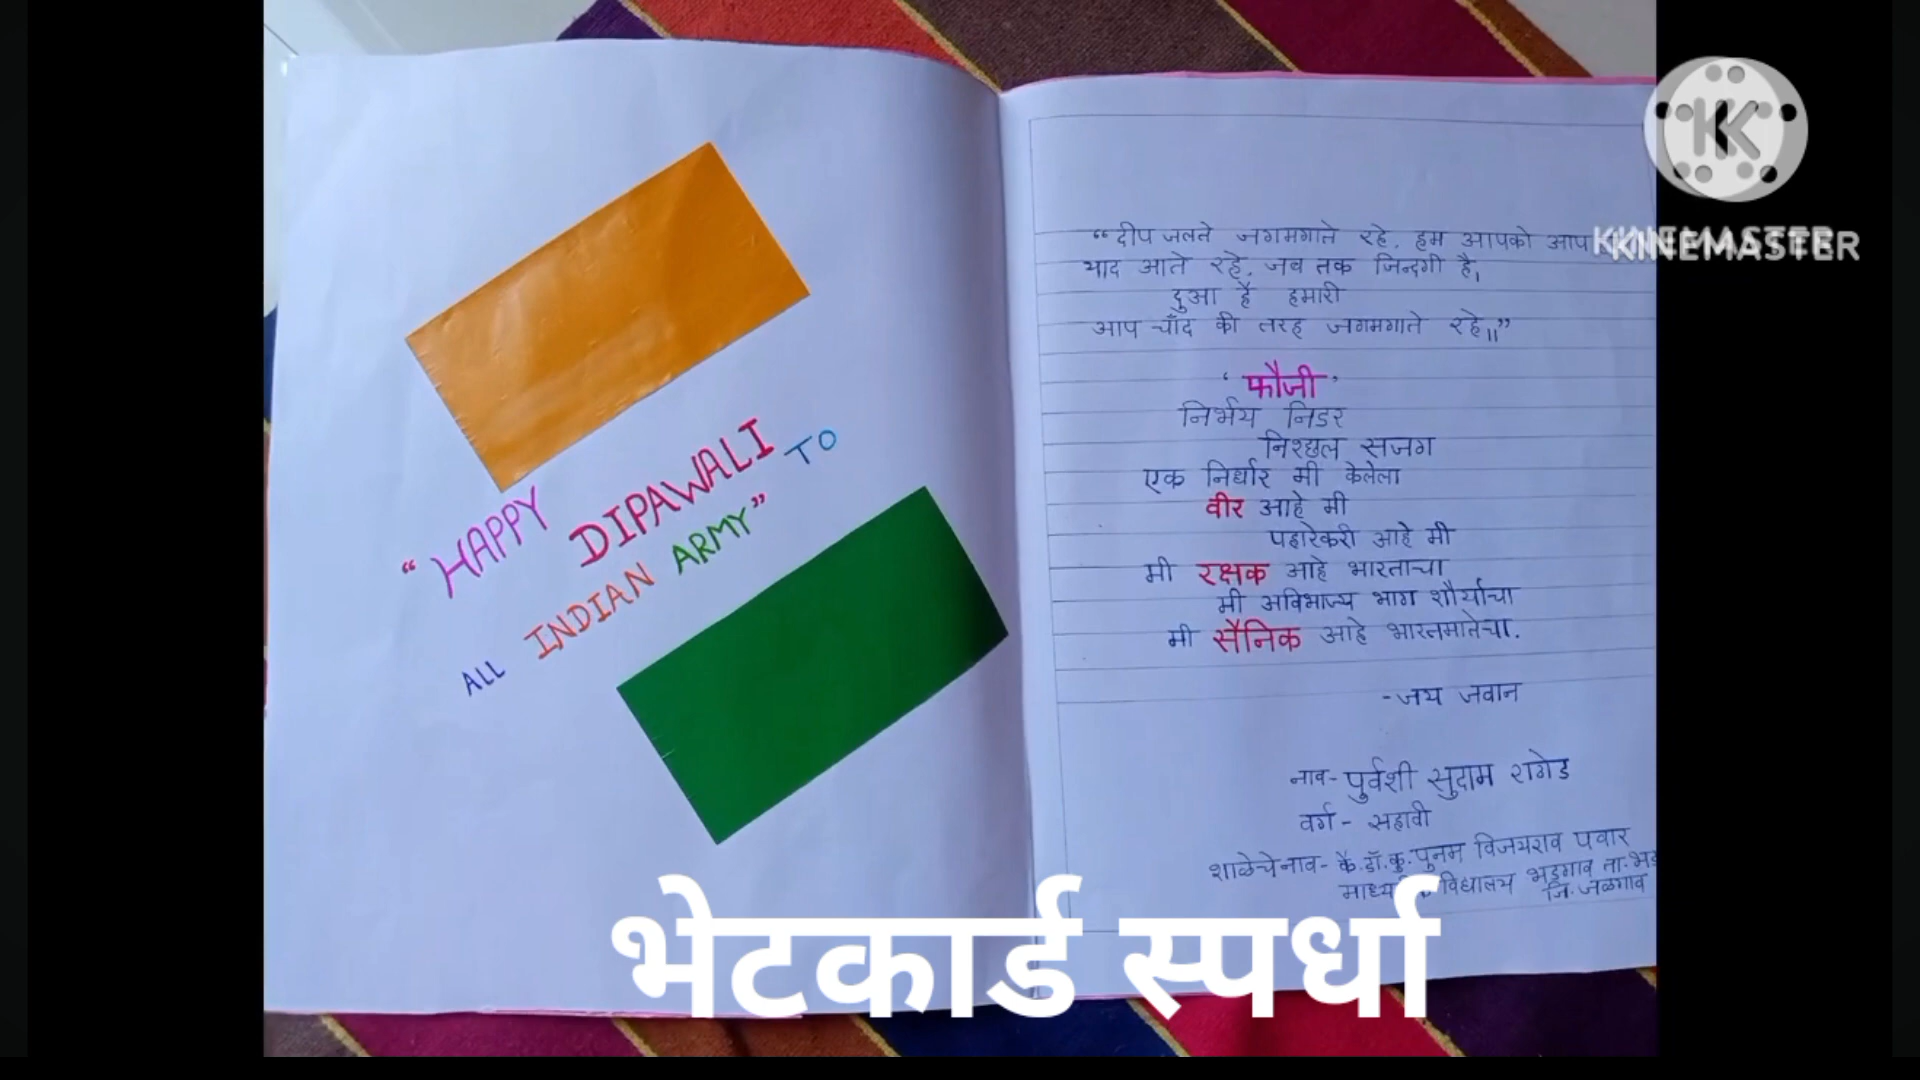 “HAPPY DIPAWALI TO
ALL INDIAN ARMY”
“दीप जलते जगमगाते रहे. हम आपको आप
याद आते रहे. जब तक जिन्दगी है,
दुआ है हमारी
आप चाँद की तरह जगमगाते रहे॥”
‘फौजी’
निर्भय निडर
निश्छल सजग
एक निर्धार मी केलेला
वीर आहे मी
पहारेकरी आहे मी
मी रक्षक आहे भारताचा
मी अविभाज्य भाग शौर्याचा
मी सैनिक आहे भारतमातेचा.
-जय जवान
नाव- पुर्वशी सुदाम
वर्ग - सहावी
शाळेचे नाव- कै. डॉ. कु. पुनम विजयराव पवार
विद्यालय भडगाव ता.
जि. जळगाव
भेटकार्ड स्पर्धा
KINEMASTER